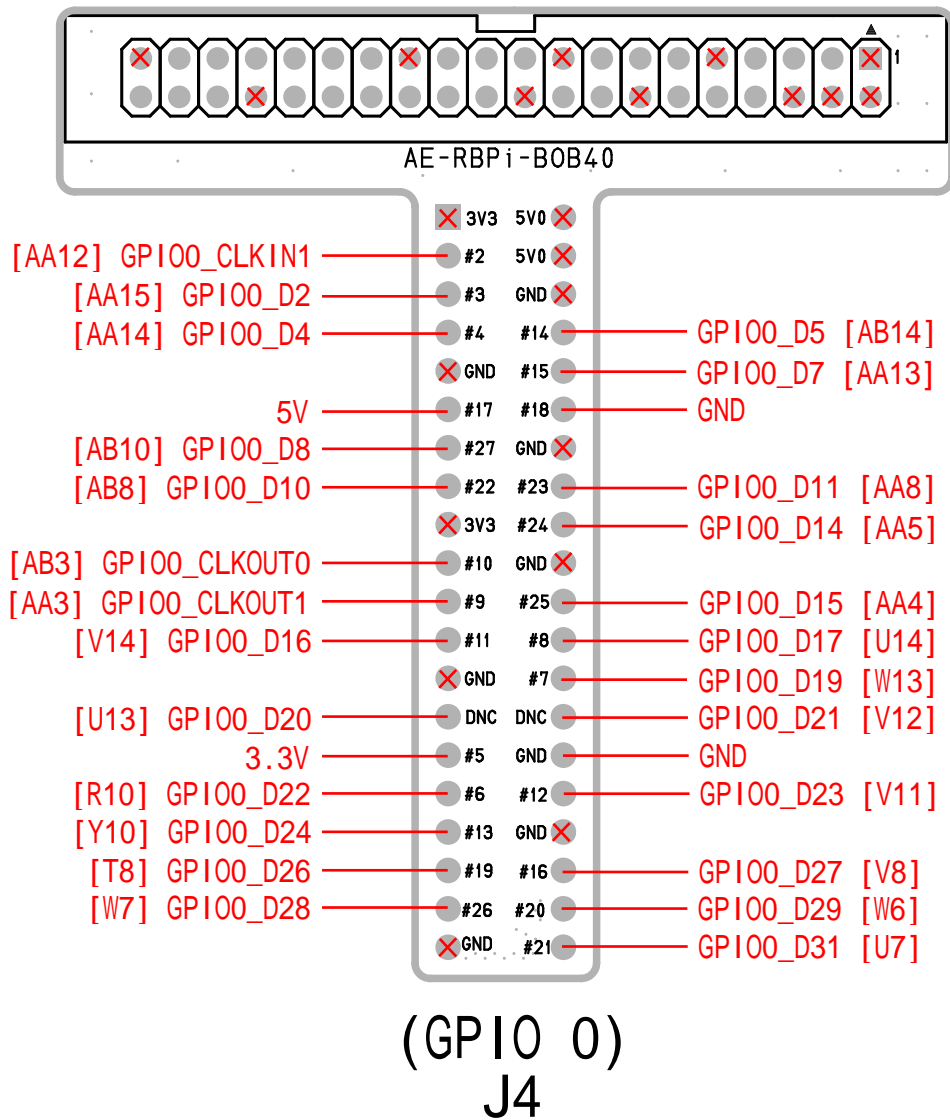 1
AE-RBPi-BOB40
3V3 5V0
[AA12] GPIO0_CLKIN1 #2 5V0
[AA15] GPIO0_D2 #3 GND
[AA14] GPIO0_D4 #4 #14 GPIO0_D5 [AB14]
GND #15 GPIO0_D7 [AA13]
5V #17 #18 GND
[AB10] GPIO0_D8 #27 GND
[AB8] GPIO0_D10 #22 #23 GPIO0_D11 [AA8]
3V3 #24 GPIO0_D14 [AA5]
[AB3] GPIO0_CLKOUT0 #10 GND
[AA3] GPIO0_CLKOUT1 #9 #25 GPIO0_D15 [AA4]
[V14] GPIO0_D16 #11 #8 GPIO0_D17 [U14]
GND #7 GPIO0_D19 [W13]
[U13] GPIO0_D20 DNC DNC GPIO0_D21 [V12]
3.3V #5 GND GND
[R10] GPIO0_D22 #6 #12 GPIO0_D23 [V11]
[Y10] GPIO0_D24 #13 GND
[T8] GPIO0_D26 #19 #16 GPIO0_D27 [V8]
[W7] GPIO0_D28 #26 #20 GPIO0_D29 [W6]
GND #21 GPIO0_D31 [U7]
(GPIO 0)
J4